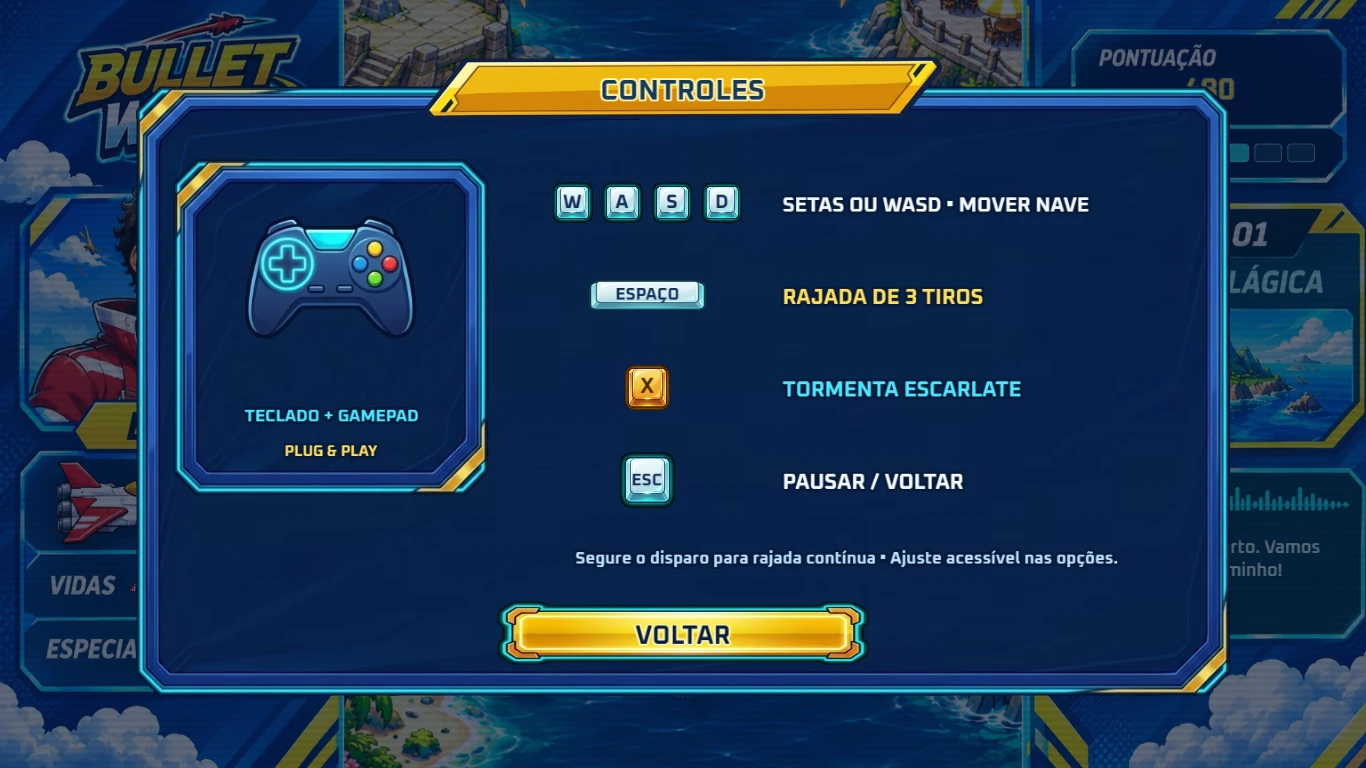 BULLET
PONTUAÇÃO
CONTROLES
W A S D
SETAS OU WASD • MOVER NAVE
01
LÁGICA
ESPAÇO
RAJADA DE 3 TIROS
X
TORMENTA ESCARLATE
TECLADO + GAMEPAD
PLUG & PLAY
ESC
PAUSAR / VOLTAR
rto. Vamos
minho!
Segure o disparo para rajada contínua • Ajuste acessível nas opções.
VIDAS
VOLTAR
ESPECIA